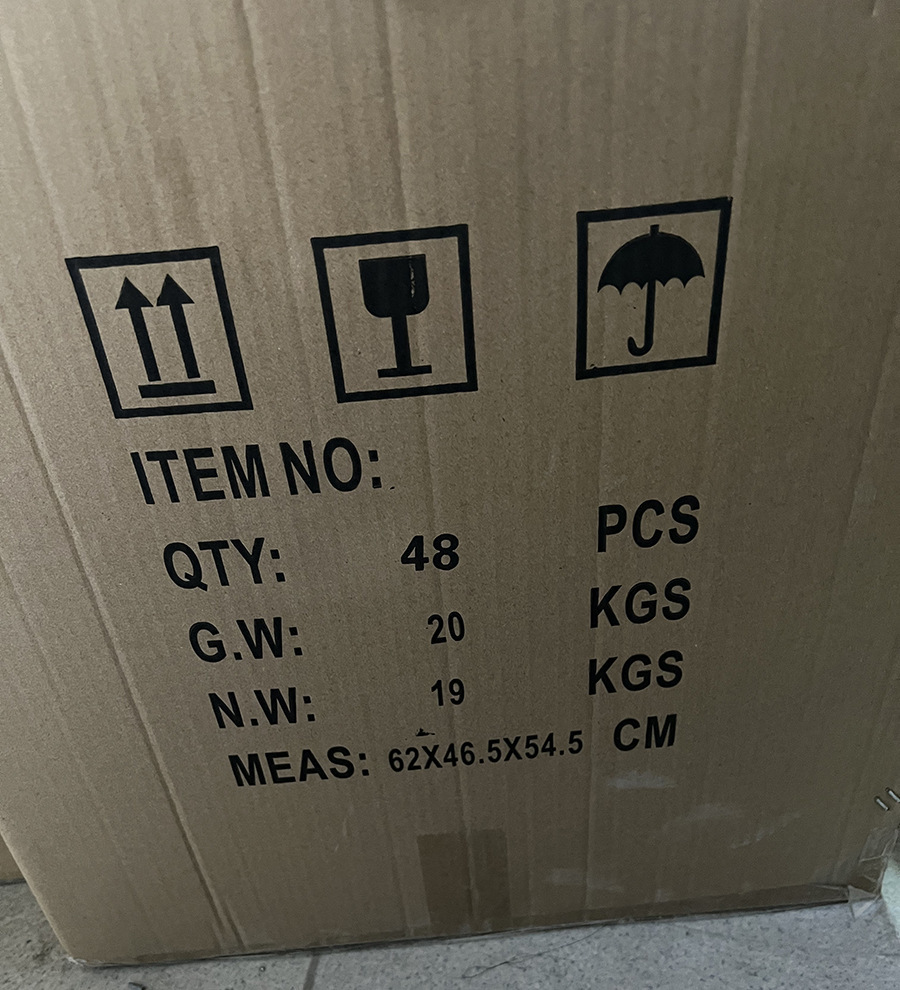 ITEM NO:
QTY: 48 PCS
G.W: 20 KGS
N.W: 19 KGS
MEAS: 62X46.5X54.5 CM